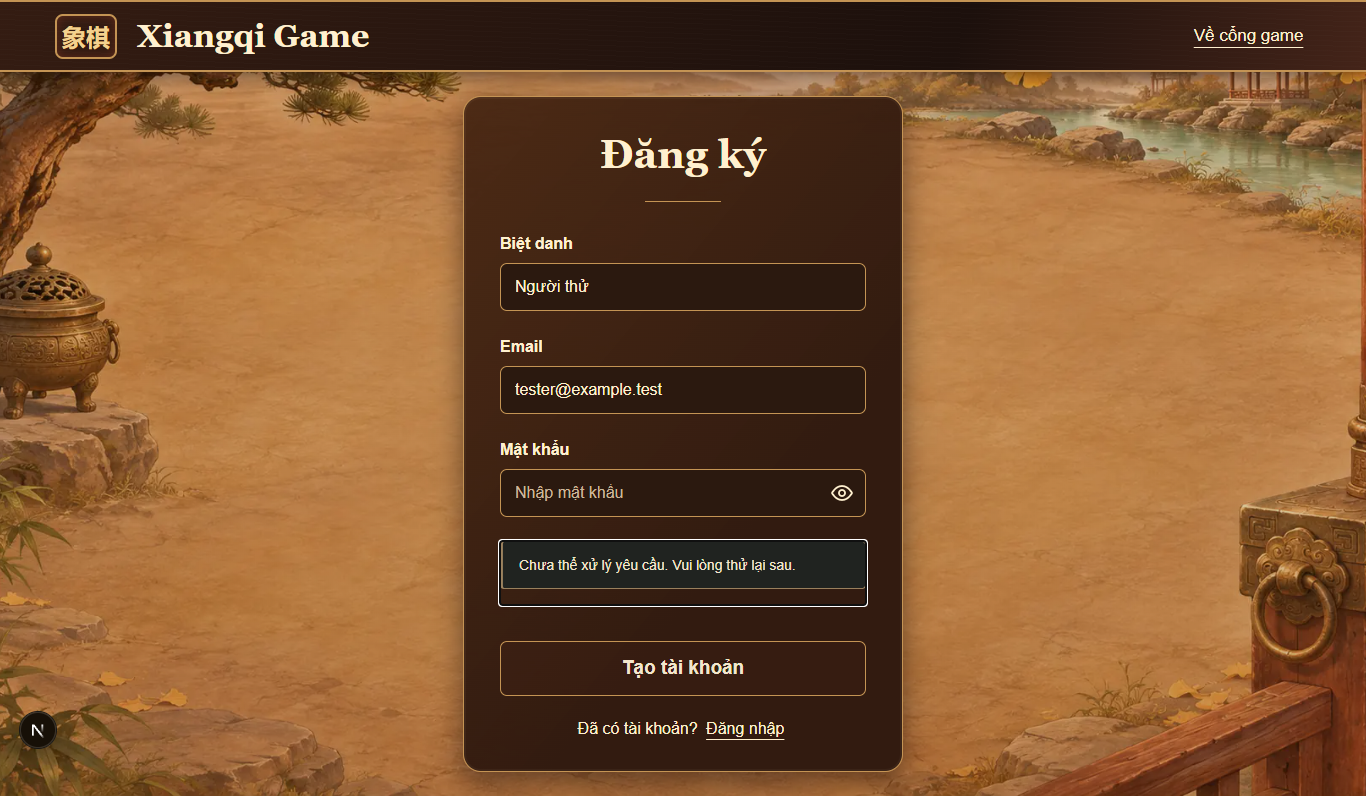 象棋 Xiangqi Game
Về cổng game
Đăng ký
Biệt danh
Người thử
Email
tester@example.test
Mật khẩu
Nhập mật khẩu
Chưa thể xử lý yêu cầu. Vui lòng thử lại sau.
Tạo tài khoản
Đã có tài khoản? Đăng nhập
N